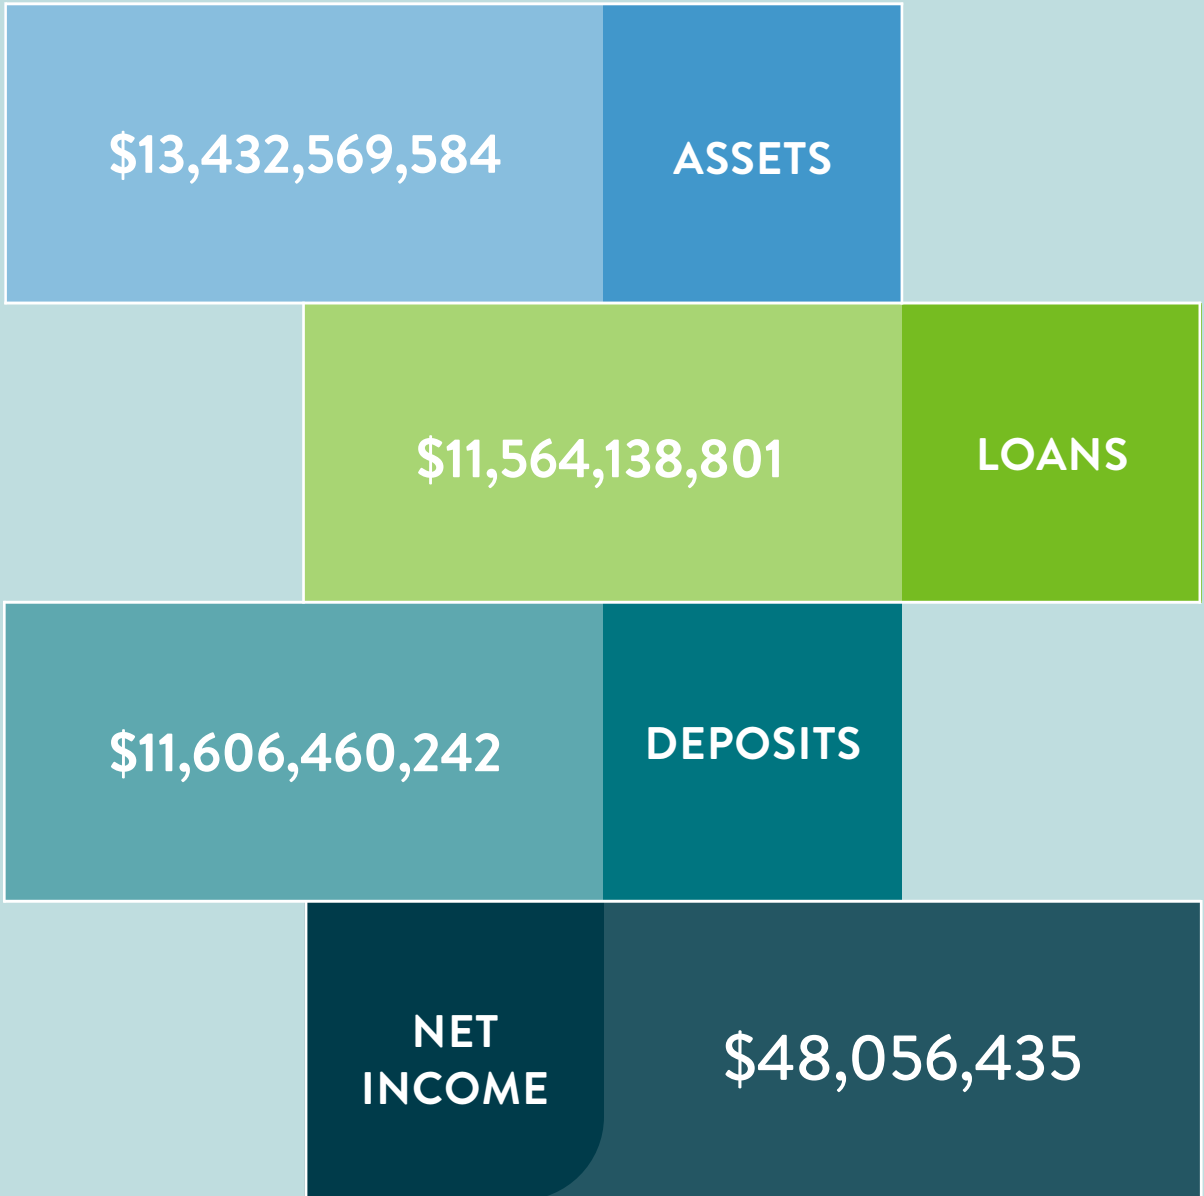 $13,432,569,584
ASSETS
$11,564,138,801
LOANS
$11,606,460,242
DEPOSITS
NET
INCOME
$48,056,435